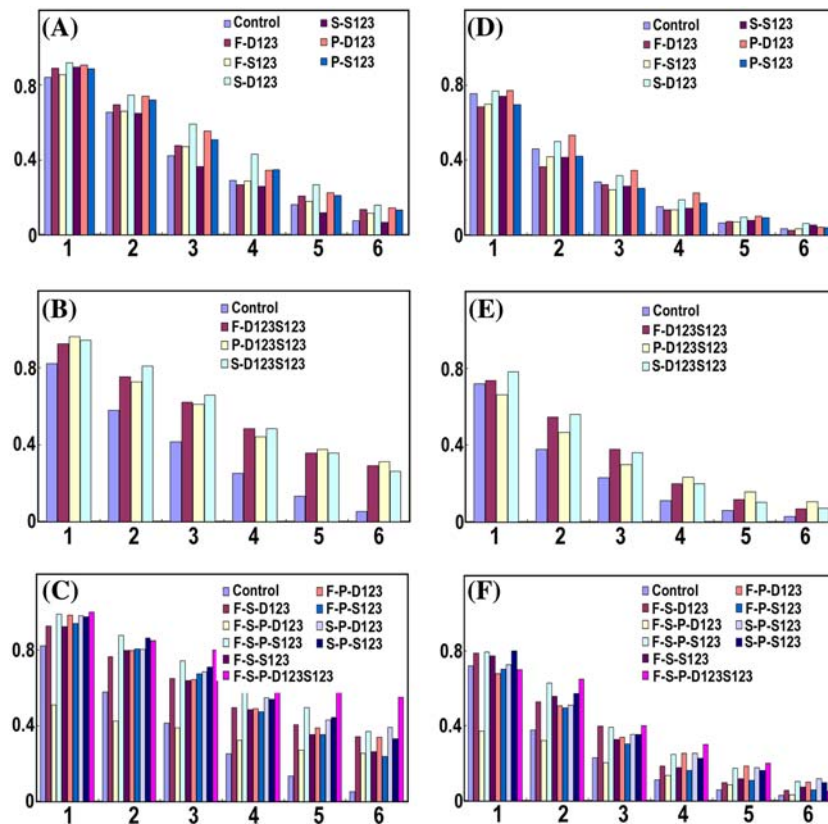 (A)
Control
F-D123
F-S123
S-D123
S-S123
P-D123
P-S123
0.8
0.4
0
1 2 3 4 5 6
(D)
Control
F-D123
F-S123
S-D123
S-S123
P-D123
P-S123
0.8
0.4
0
1 2 3 4 5 6
(B)
Control
F-D123S123
P-D123S123
S-D123S123
0.8
0.4
0
1 2 3 4 5 6
(E)
Control
F-D123S123
P-D123S123
S-D123S123
0.8
0.4
0
1 2 3 4 5 6
(C)
Control
F-S-D123
F-S-P-D123
F-S-P-S123
F-S-S123
F-S-P-D123S123
F-P-D123
F-P-S123
S-P-D123
S-P-S123
0.8
0.4
0
1 2 3 4 5 6
(F)
Control
F-S-D123
F-S-P-D123
F-S-P-S123
F-S-S123
F-S-P-D123S123
F-P-D123
F-P-S123
S-P-D123
S-P-S123
0.8
0.4
0
1 2 3 4 5 6